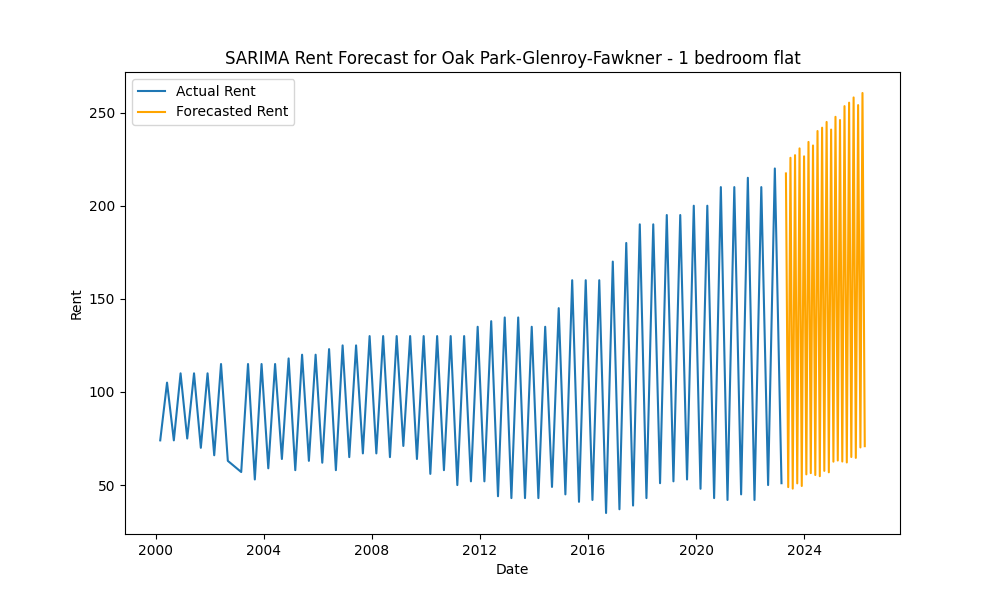 SARIMA Rent Forecast for Oak Park-Glenroy-Fawkner - 1 bedroom flat
Actual Rent
Forecasted Rent
250
200
150
100
50
Rent
2000 2004 2008 2012 2016 2020 2024
Date